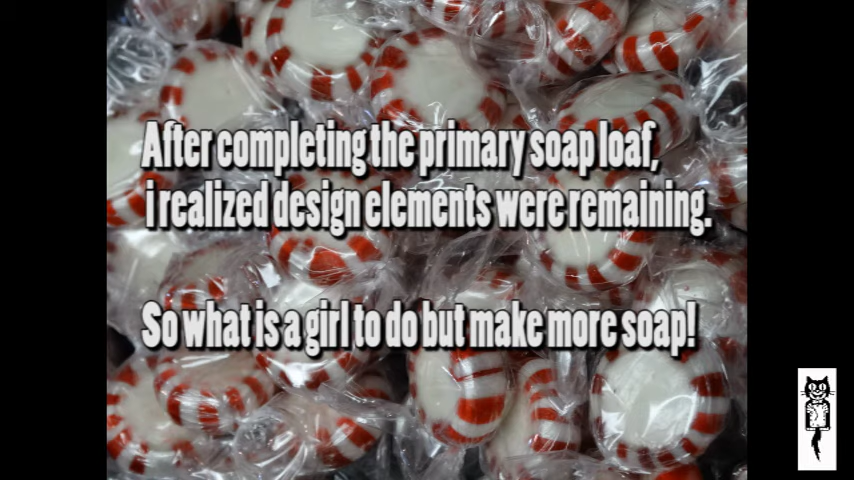 After completing the primary soap loaf,
i realized design elements were remaining.
So what is a girl to do but make more soap!